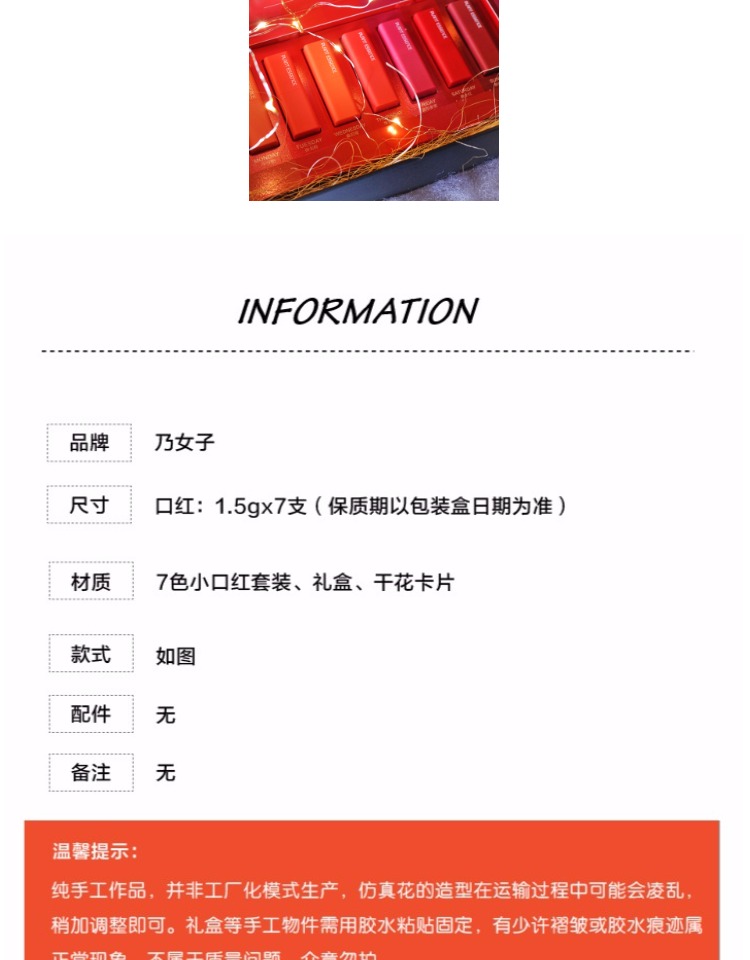 MONDAY
TUESDAY
WEDNESDAY
INFORMATION
品牌 乃女子
尺寸 口红：1.5gx7支（保质期以包装盒日期为准）
材质 7色小口红套装、礼盒、干花卡片
款式 如图
配件 无
备注 无
温馨提示：
纯手工作品，并非工厂化模式生产，仿真花的造型在运输过程中可能会凌乱，
稍加调整即可。礼盒等手工物件需用胶水粘贴固定，有少许褶皱或胶水痕迹属